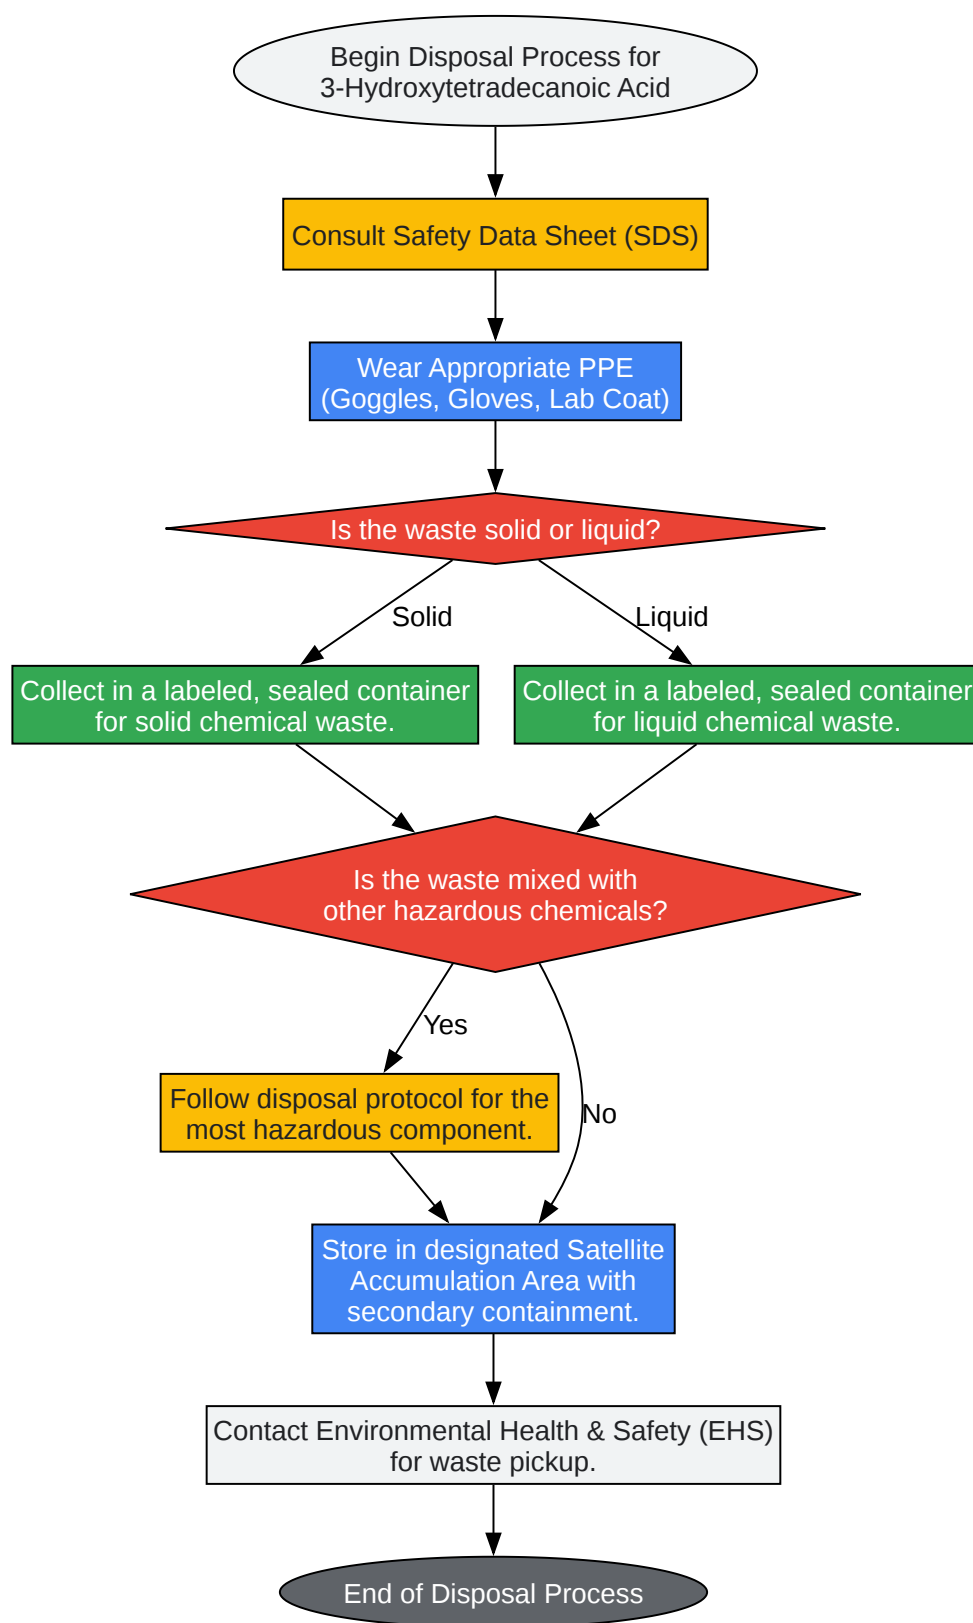 Begin Disposal Process for
3-Hydroxytetradecanoic Acid
Consult Safety Data Sheet (SDS)
Wear Appropriate PPE
(Goggles, Gloves, Lab Coat)
Is the waste solid or liquid?
Solid
Liquid
Collect in a labeled, sealed container
for solid chemical waste.
Collect in a labeled, sealed container
for liquid chemical waste.
Is the waste mixed with
other hazardous chemicals?
Yes
Follow disposal protocol for the
most hazardous component.
No
Store in designated Satellite
Accumulation Area with
secondary containment.
Contact Environmental Health & Safety (EHS)
for waste pickup.
End of Disposal Process